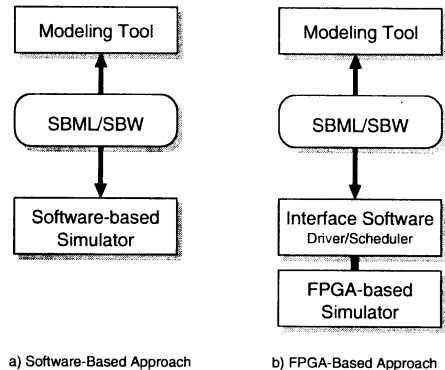 Modeling Tool
SBML/SBW
Software-based
Simulator
a) Software-Based Approach
Modeling Tool
SBML/SBW
Interface Software
Driver/Scheduler
FPGA-based
Simulator
b) FPGA-Based Approach